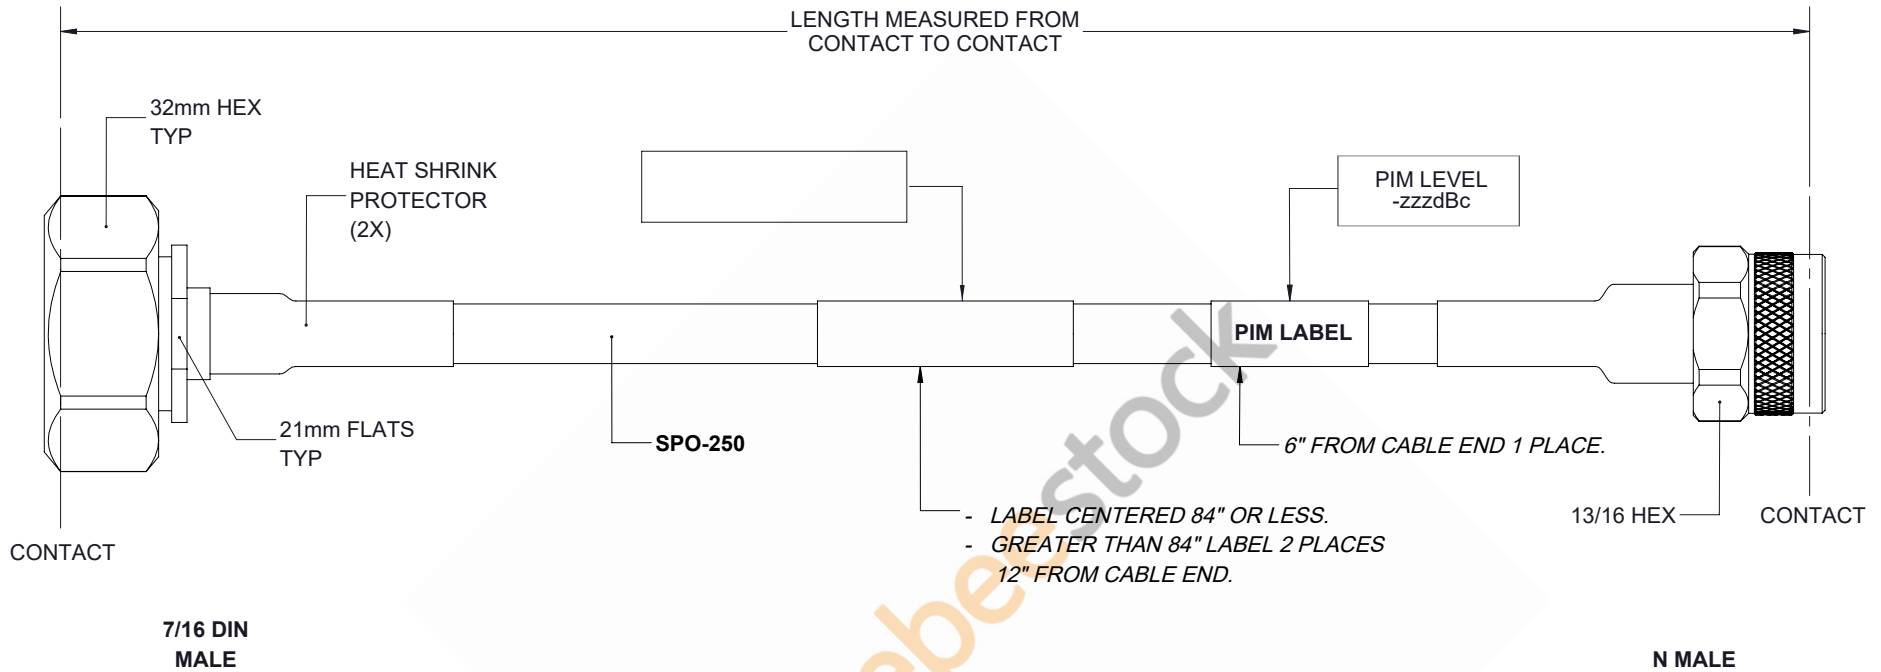 LENGTH MEASURED FROM
CONTACT TO CONTACT
32mm HEX
TYP
HEAT SHRINK
PROTECTOR
(2X)
PIM LEVEL
-zzzdBc
PIM LABEL
21mm FLATS
TYP
SPO-250
6" FROM CABLE END 1 PLACE.
- LABEL CENTERED 84" OR LESS.
- GREATER THAN 84" LABEL 2 PLACES
12" FROM CABLE END.
13/16 HEX
CONTACT
CONTACT
7/16 DIN
MALE
N MALE
ebeestock